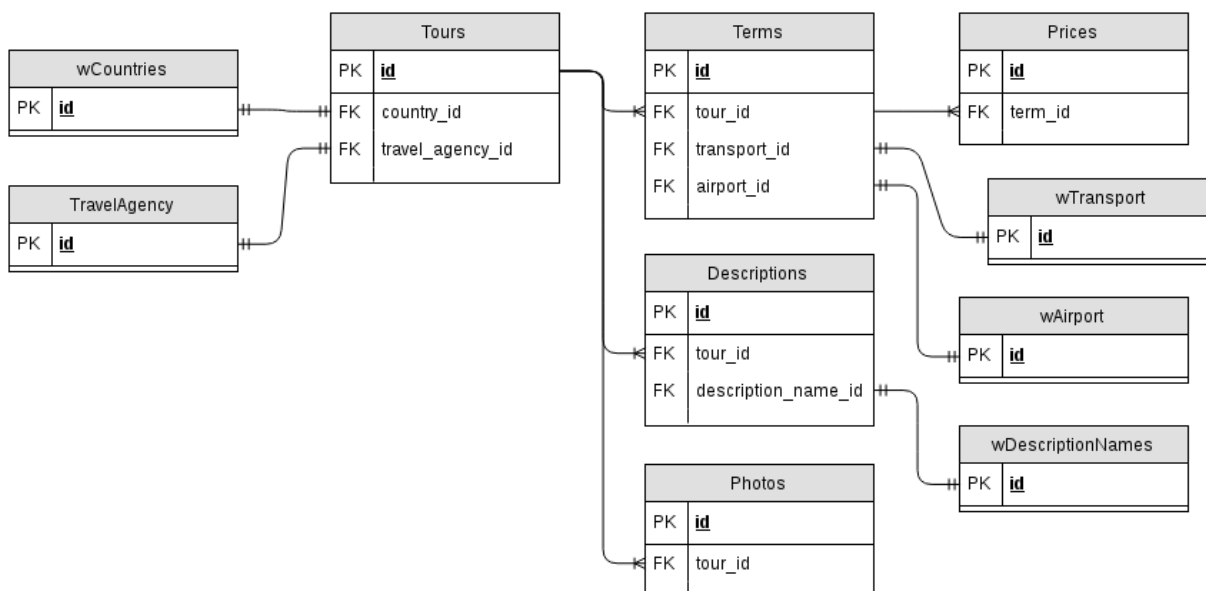 wCountries
PK id
TravelAgency
PK id
Tours
PK id
FK country_id
FK travel_agency_id
Terms
PK id
FK tour_id
FK transport_id
FK airport_id
Descriptions
PK id
FK tour_id
FK description_name_id
Photos
PK id
FK tour_id
Prices
PK id
FK term_id
wTransport
PK id
wAirport
PK id
wDescriptionNames
PK id